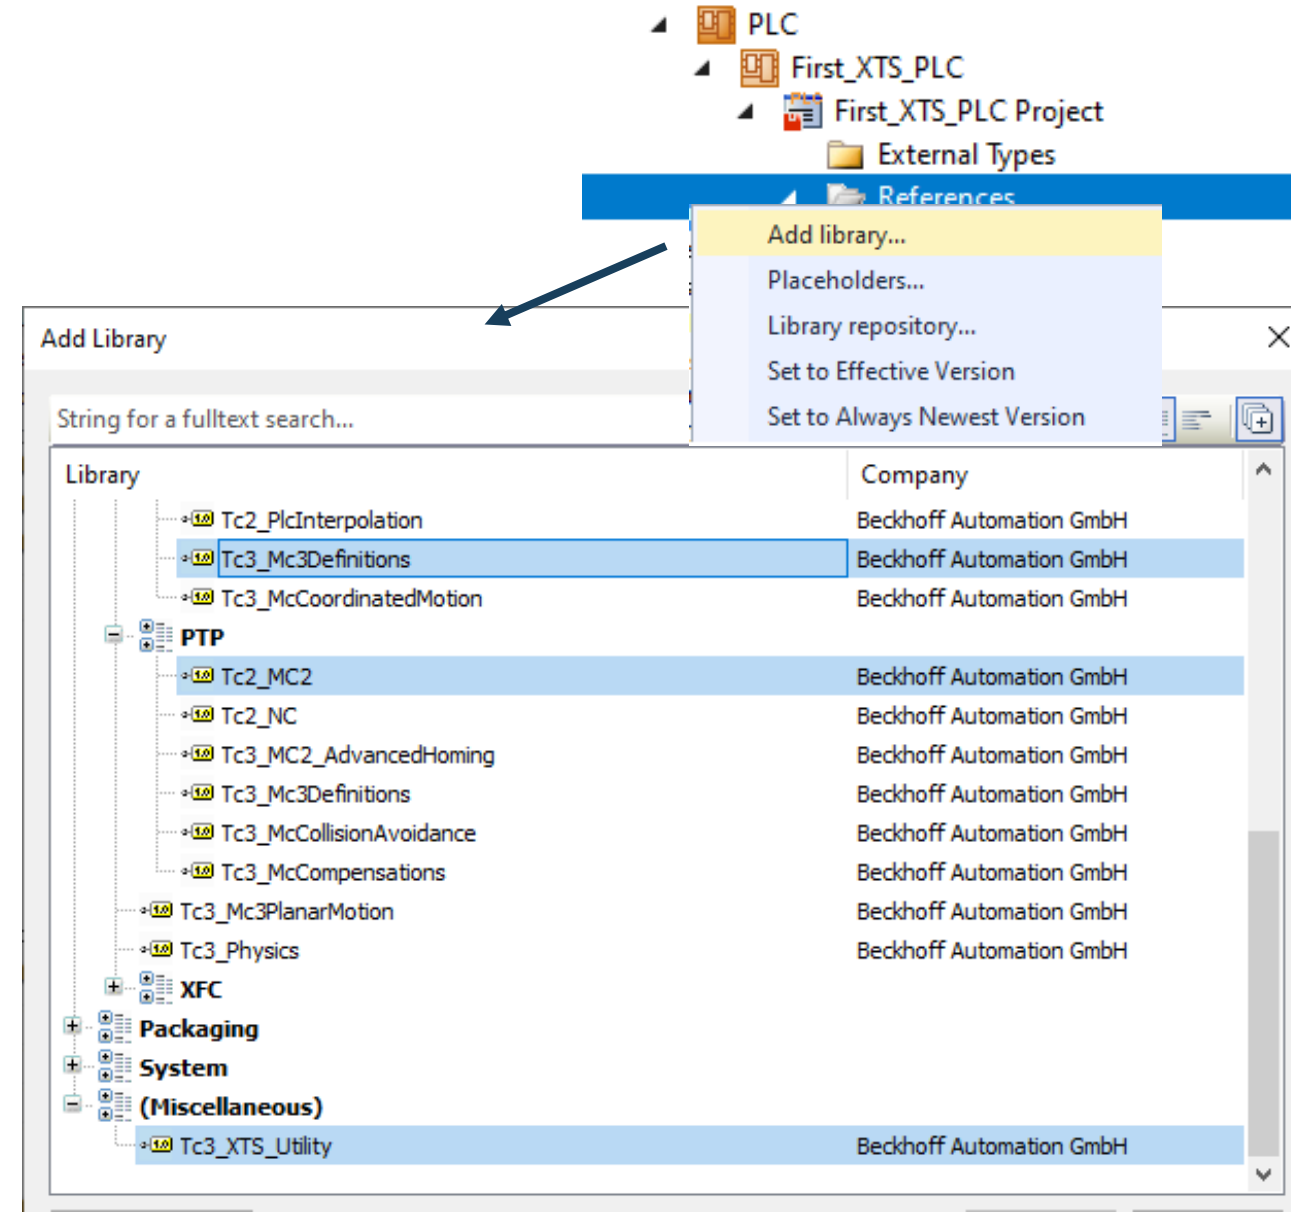 PLC
First_XTS_PLC
First_XTS_PLC Project
External Types
References
Add library...
Placeholders...
Library repository...
Set to Effective Version
Set to Always Newest Version
Add Library
String for a fulltext search...
Library Company
Tc2_PlcInterpolation Beckhoff Automation GmbH
Tc3_Mc3Definitions Beckhoff Automation GmbH
Tc3_McCoordinatedMotion Beckhoff Automation GmbH
PTP
Tc2_MC2 Beckhoff Automation GmbH
Tc2_NC Beckhoff Automation GmbH
Tc3_MC2_AdvancedHoming Beckhoff Automation GmbH
Tc3_Mc3Definitions Beckhoff Automation GmbH
Tc3_McCollisionAvoidance Beckhoff Automation GmbH
Tc3_McCompensations Beckhoff Automation GmbH
Tc3_Mc3PlanarMotion Beckhoff Automation GmbH
Tc3_Physics Beckhoff Automation GmbH
XFC
Packaging
System
(Miscellaneous)
Tc3_XTS_Utility Beckhoff Automation GmbH